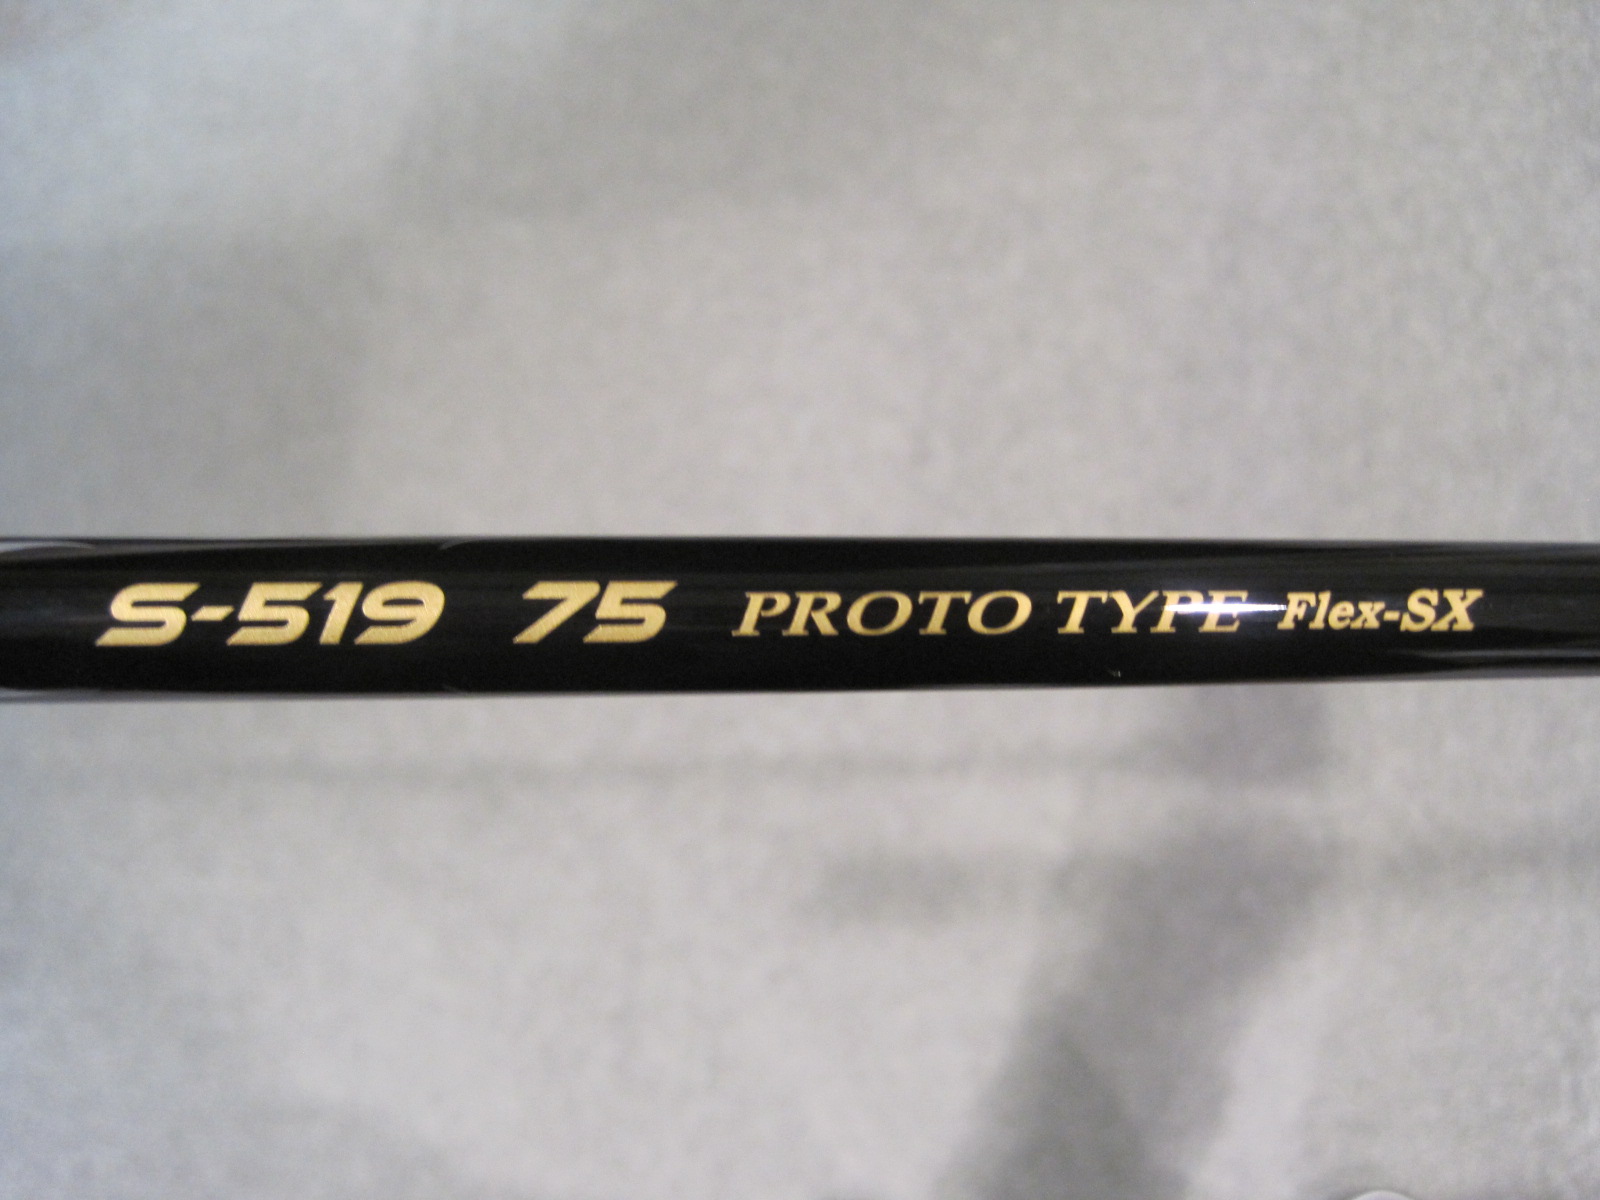 S-519 75 PROTO TYPE Flex-SX